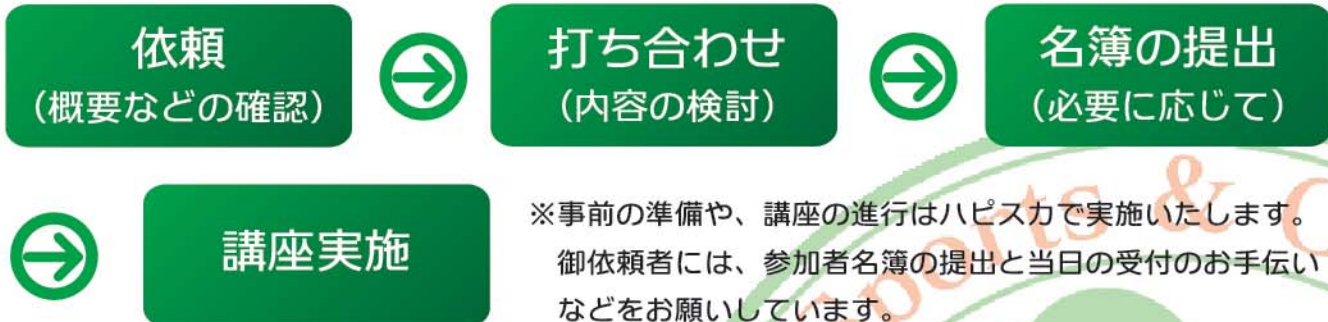 依頼
（概要などの確認）
打ち合わせ
（内容の検討）
名簿の提出
（必要に応じて）
講座実施
※事前の準備や、講座の進行はハピスカで実施いたします。
御依頼者には、参加者名簿の提出と当日の受付のお手伝い
などをお願いしています。
ports & C